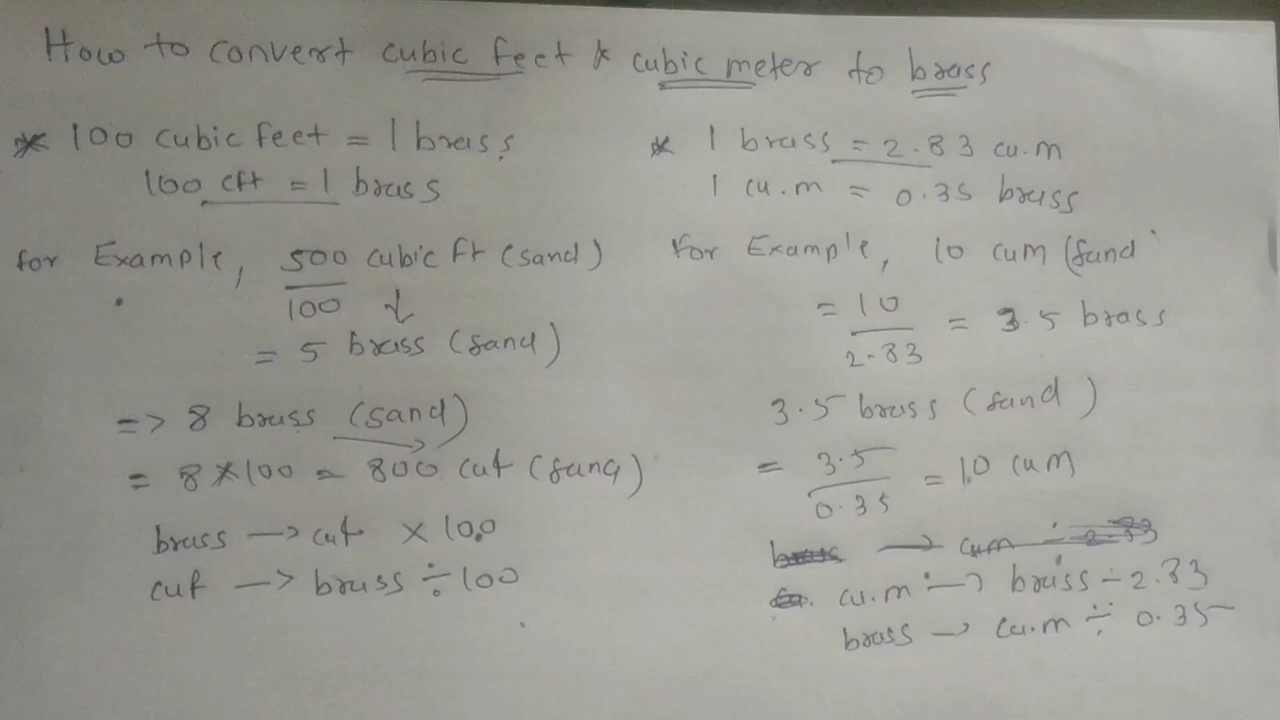 How to convert cubic feet & cubic meter to brass
* 100 cubic feet = 1 brass
100 cft = 1 brass
for Example, 500 cubic ft (sand)
100 ↓
= 5 brass (sand)
=> 8 brass (sand)
= 8*100 = 800 cuf (sand)
brass -> cuf × 100
cuf -> brass ÷ 100
* 1 brass = 2.83 cu.m
1 cu.m = 0.35 brass
for Example, 10 cum (sand
= 10
2.83 = 3.5 brass
3.5 brass (sand)
= 3.5
0.35 = 10 cum
cu.m -> brass ÷ 2.83
brass -> cu.m ÷ 0.35